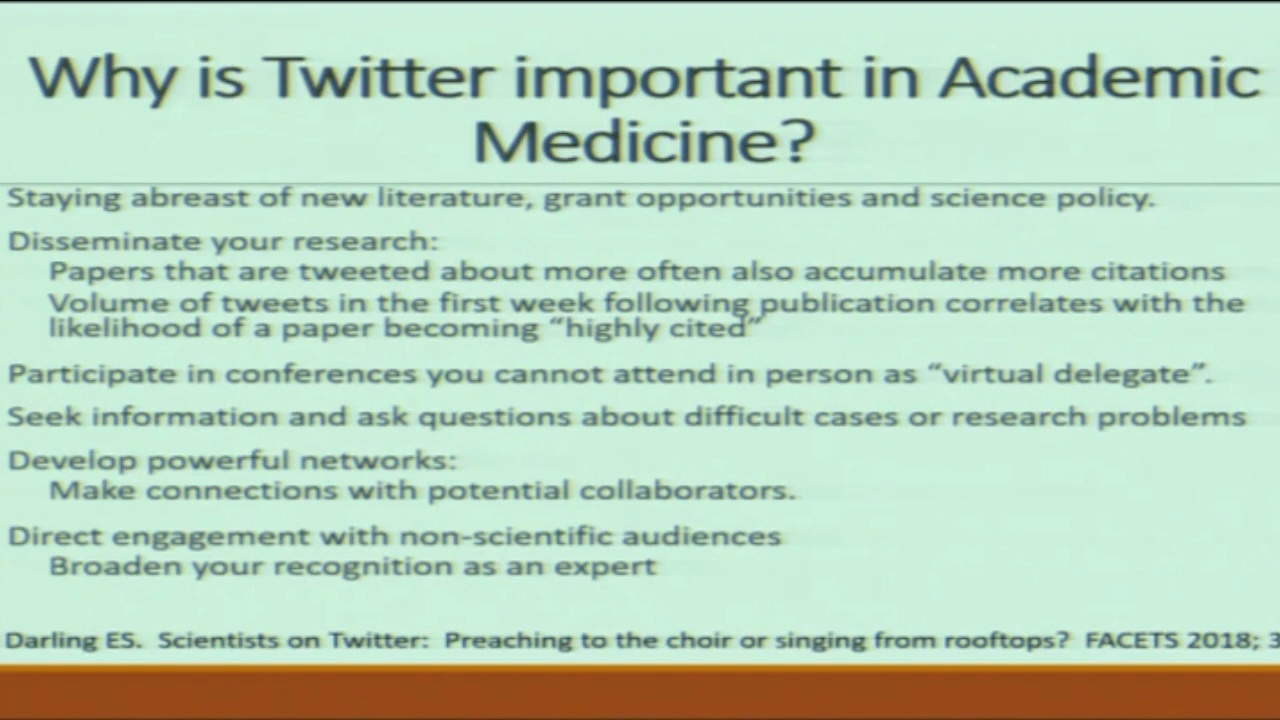 Why is Twitter important in Academic
Medicine?
Staying abreast of new literature, grant opportunities and science policy.
Disseminate your research:
Papers that are tweeted about more often also accumulate more citations
Volume of tweets in the first week following publication correlates with the
likelihood of a paper becoming “highly cited”
Participate in conferences you cannot attend in person as “virtual delegate”.
Seek information and ask questions about difficult cases or research problems
Develop powerful networks:
Make connections with potential collaborators.
Direct engagement with non-scientific audiences
Broaden your recognition as an expert
Darling ES.  Scientists on Twitter:  Preaching to the choir or singing from rooftops?  FACETS 2018; 3